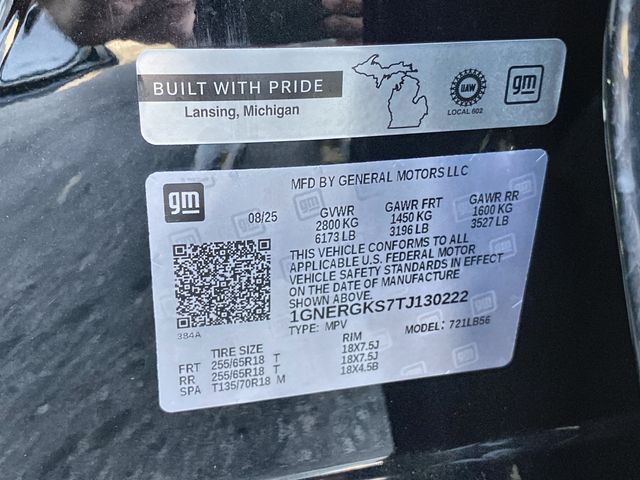 BUILT WITH PRIDE
Lansing, Michigan
UAW
LOCAL 602
gm
gm
MFD BY GENERAL MOTORS LLC
08/25
GVWR GAWR FRT GAWR RR
2800 KG 1450 KG 1600 KG
6173 LB 3196 LB 3527 LB
THIS VEHICLE CONFORMS TO ALL
APPLICABLE U.S. FEDERAL MOTOR
VEHICLE SAFETY STANDARDS IN EFFECT
ON THE DATE OF MANUFACTURE
SHOWN ABOVE.
1GNERGKS7TJ130222
TYPE: MPV MODEL: 721LB56
384A
TIRE SIZE RIM
FRT 255/65R18 T 18X7.5J
RR 255/65R18 T 18X7.5J
SPA T135/70R18 M 18X4.5B